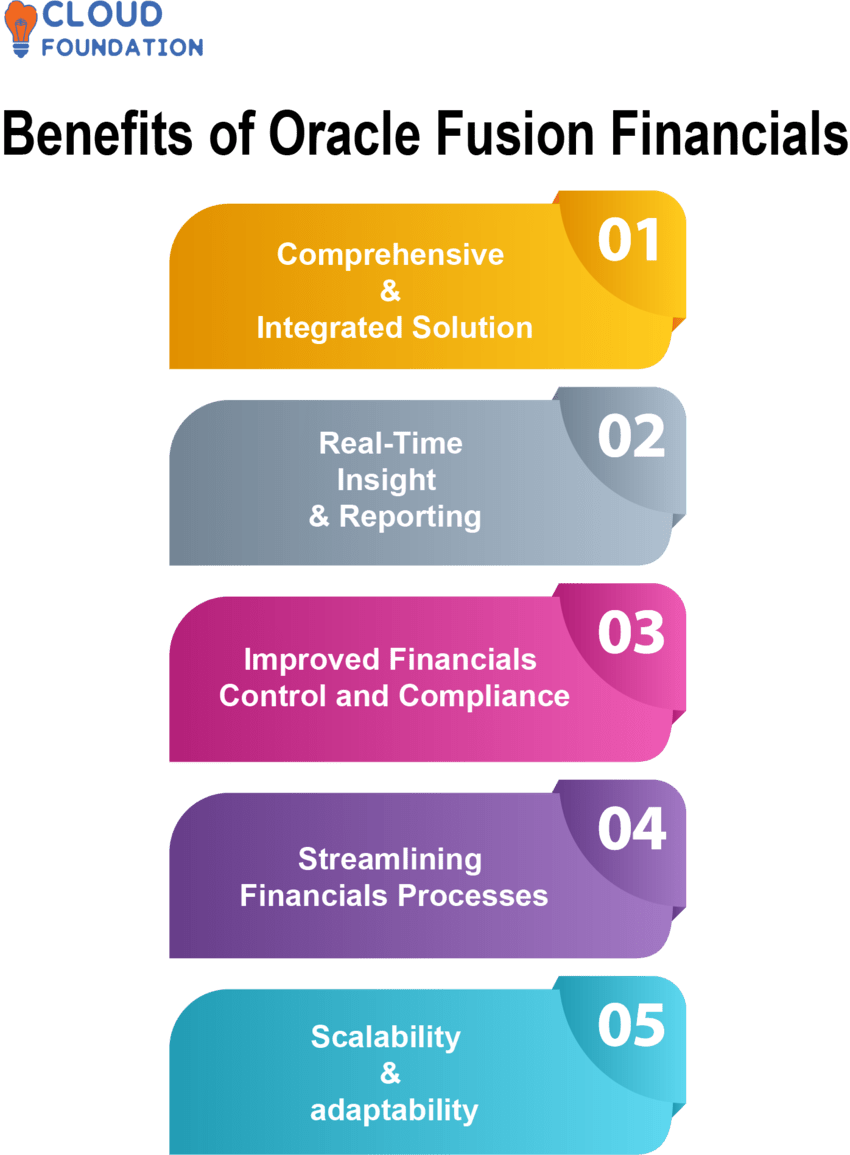 CLOUD
FOUNDATION
Benefits of Oracle Fusion Financials
01
Comprehensive
&
Integrated Solution
02
Real-Time
Insight
& Reporting
03
Improved Financials
Control and Compliance
04
Streamlining
Financials Processes
05
Scalability
&
adaptability